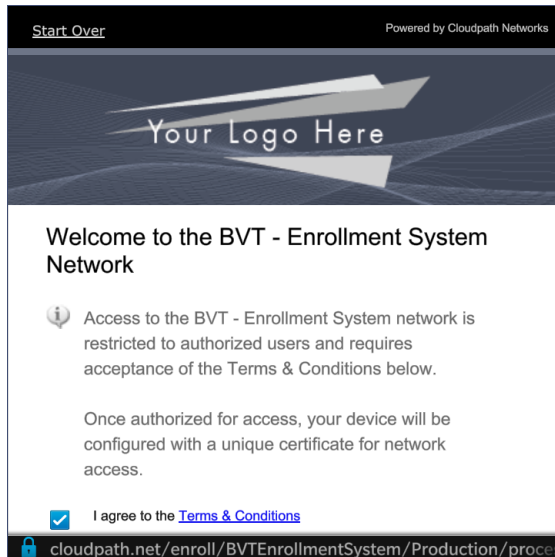 Start Over
Powered by Cloudpath Networks
Your Logo Here
Welcome to the BVT - Enrollment System
Network
Access to the BVT - Enrollment System network is
restricted to authorized users and requires
acceptance of the Terms & Conditions below.
Once authorized for access, your device will be
configured with a unique certificate for network
access.
I agree to the Terms & Conditions
cloudpath.net/enroll/BVTEnrollmentSystem/Production/proce